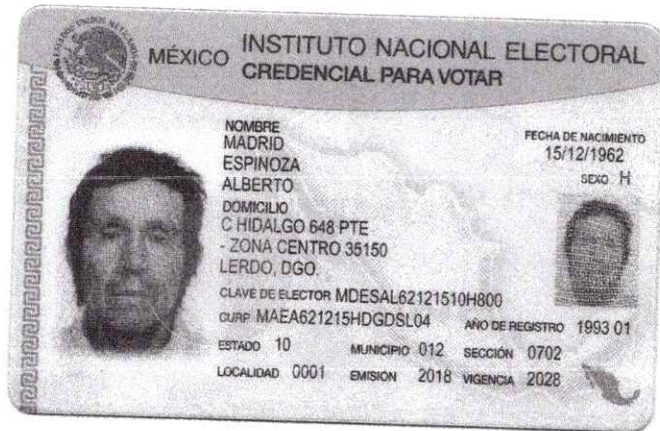 MÉXICO INSTITUTO NACIONAL ELECTORAL
CREDENCIAL PARA VOTAR
NOMBRE
MADRID
ESPINOZA
ALBERTO
FECHA DE NACIMIENTO
15/12/1962
SEXO H
DOMICILIO
C HIDALGO 648 PTE
- ZONA CENTRO 35150
LERDO, DGO.
CLAVE DE ELECTOR MDESAL62121510H800
CURP MAEA621215HDGDSL04 AÑO DE REGISTRO 1993 01
ESTADO 10 MUNICIPIO 012 SECCIÓN 0702
LOCALIDAD 0001 EMISION 2018 VIGENCIA 2028